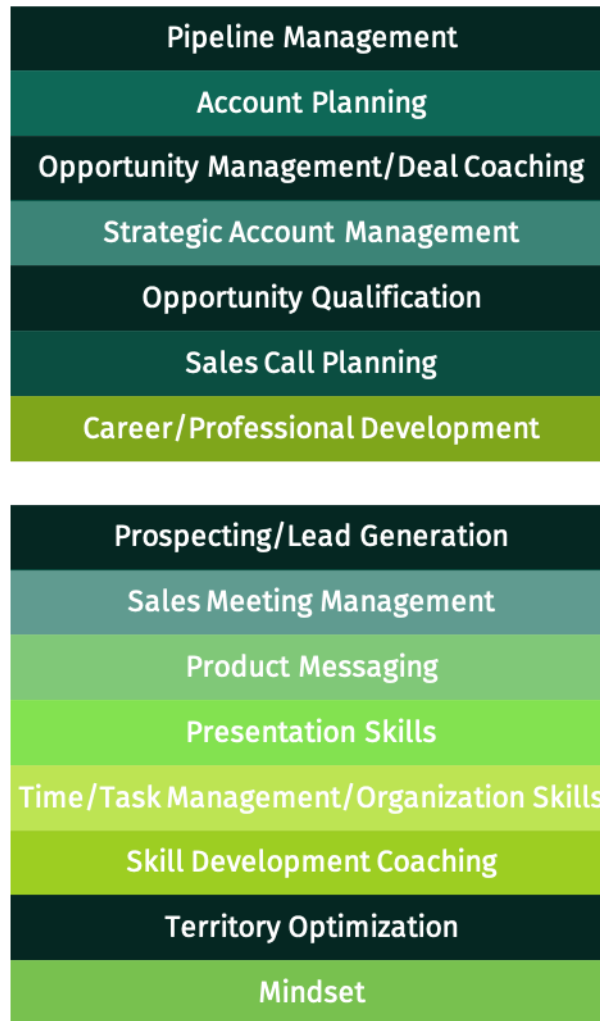 Pipeline Management
Account Planning
Opportunity Management/Deal Coaching
Strategic Account Management
Opportunity Qualification
Sales Call Planning
Career/Professional Development
Prospecting/Lead Generation
Sales Meeting Management
Product Messaging
Presentation Skills
Time/Task Management/Organization Skills
Skill Development Coaching
Territory Optimization
Mindset